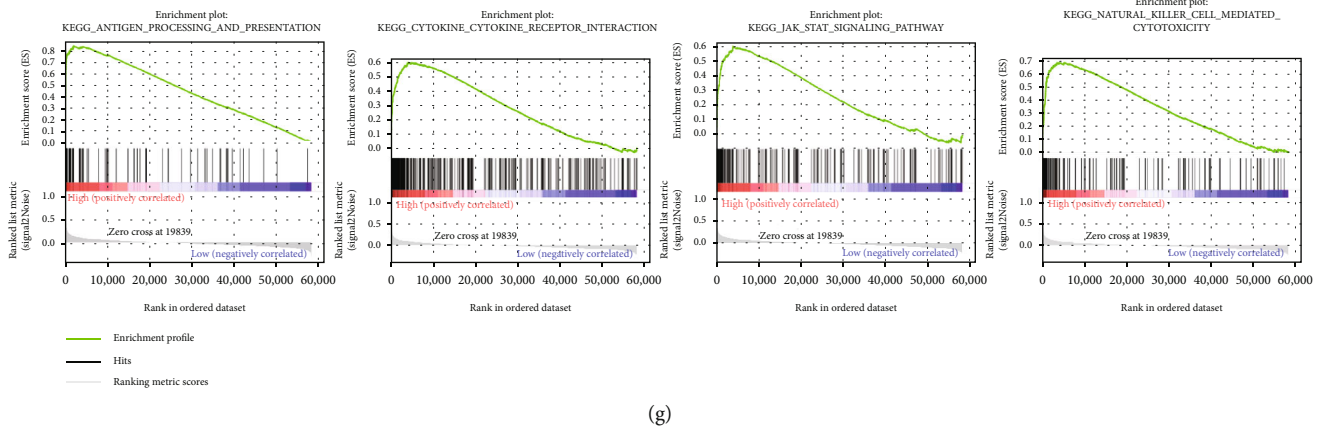 Enrichment plot:
KEGG_ANTIGEN_PROCESSING_AND_PRESENTATION
Enrichment score (ES)
0.8
0.7
0.6
0.5
0.4
0.3
0.2
0.1
0.0
Ranked list metric
(signal2Noise)
1.0
0.5
0.0
High (positively correlated)
Zero cross at 19839
Low (negatively correlated)
0
10,000
20,000
30,000
40,000
50,000
60,000
Rank in ordered dataset
Enrichment plot:
KEGG_CYTOKINE_CYTOKINE_RECEPTOR_INTERACTION
Enrichment score (ES)
0.6
0.5
0.4
0.3
0.2
0.1
0.0
Ranked list metric
(signal2Noise)
1.0
0.5
0.0
High (positively correlated)
Zero cross at 19839
Low (negatively correlated)
0
10,000
20,000
30,000
40,000
50,000
60,000
Rank in ordered dataset
Enrichment plot:
KEGG_JAK_STAT_SIGNALING_PATHWAY
Enrichment score (ES)
0.6
0.5
0.4
0.3
0.2
0.1
0.0
Ranked list metric
(signal2Noise)
1.0
0.5
0.0
High (positively correlated)
Zero cross at 19839
Low (negatively correlated)
0
10,000
20,000
30,000
40,000
50,000
60,000
Rank in ordered dataset
Enrichment plot:
KEGG_NATURAL_KILLER_CELL_MEDIATED_
CYTOTOXICITY
Enrichment score (ES)
0.7
0.6
0.5
0.4
0.3
0.2
0.1
0.0
Ranked list metric
(signal2Noise)
1.0
0.5
0.0
High (positively correlated)
Zero cross at 19839
Low (negatively correlated)
0
10,000
20,000
30,000
40,000
50,000
60,000
Rank in ordered dataset
Enrichment profile
Hits
Ranking metric scores
(g)